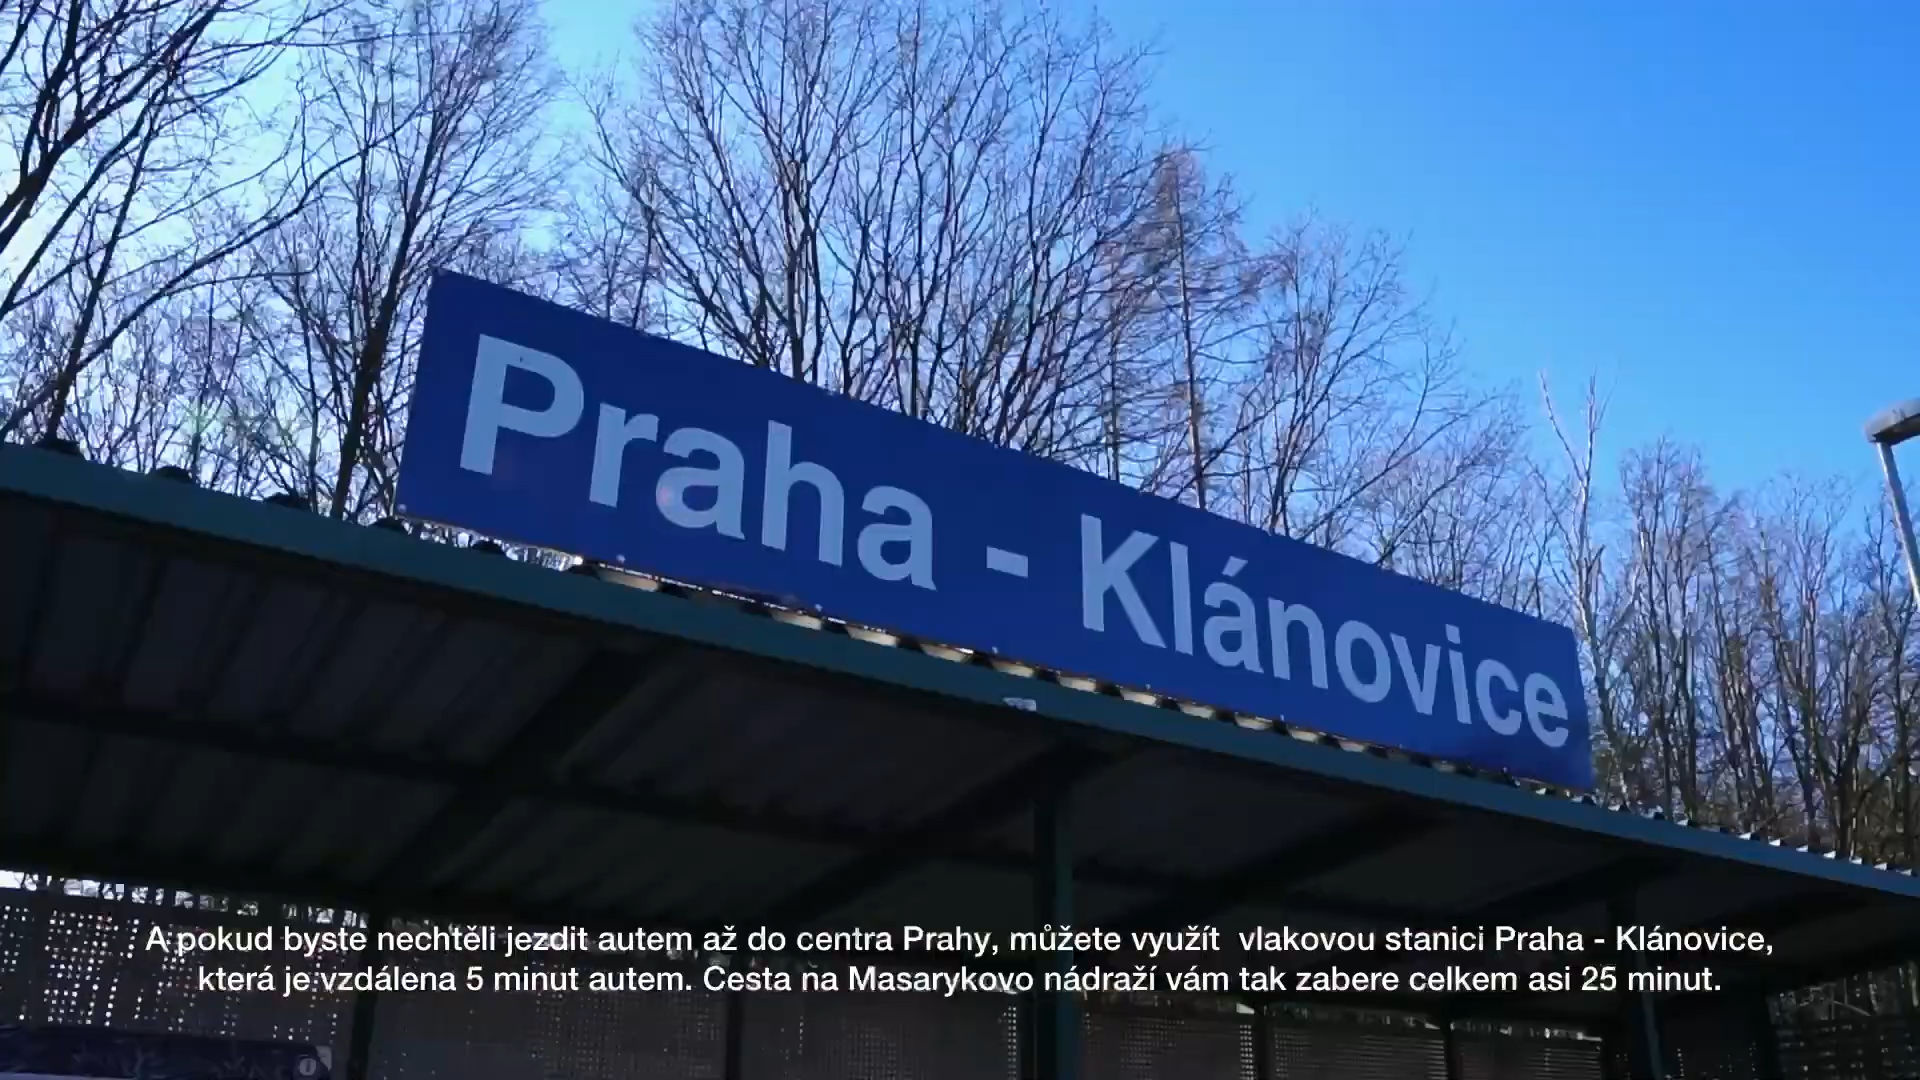 Praha - Klánovice
A pokud byste nechtěli jezdit autem až do centra Prahy, můžete využít  vlakovou stanici Praha - Klánovice,
která je vzdálena 5 minut autem. Cesta na Masarykovo nádraží vám tak zabere celkem asi 25 minut.